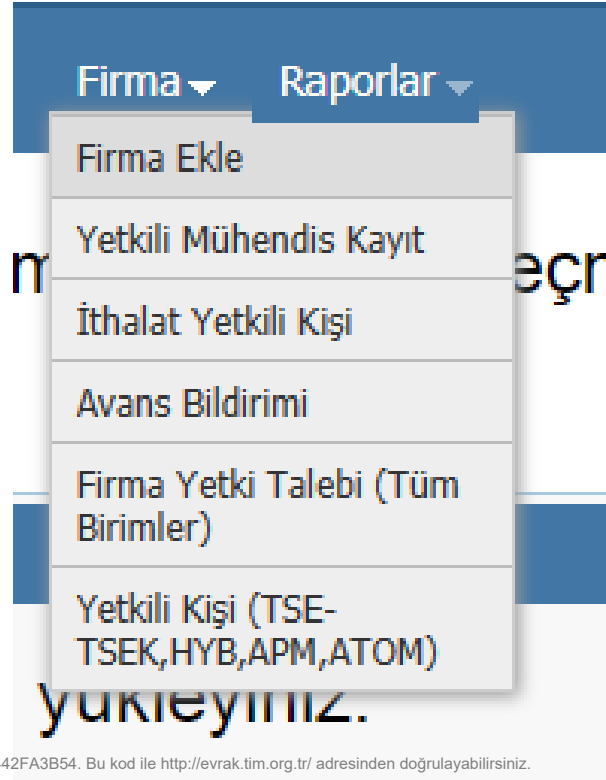 Firma Raporlar
Firma Ekle
Yetkili Mühendis Kayıt
İthalat Yetkili Kişi
Avans Bildirimi
Firma Yetki Talebi (Tüm
Birimler)
Yetkili Kişi (TSE-
TSEK,HYB,APM,ATOM)
yükleyiniz.
42FA3B54. Bu kod ile http://evrak.tim.org.tr/ adresinden doğrulayabilirsiniz.